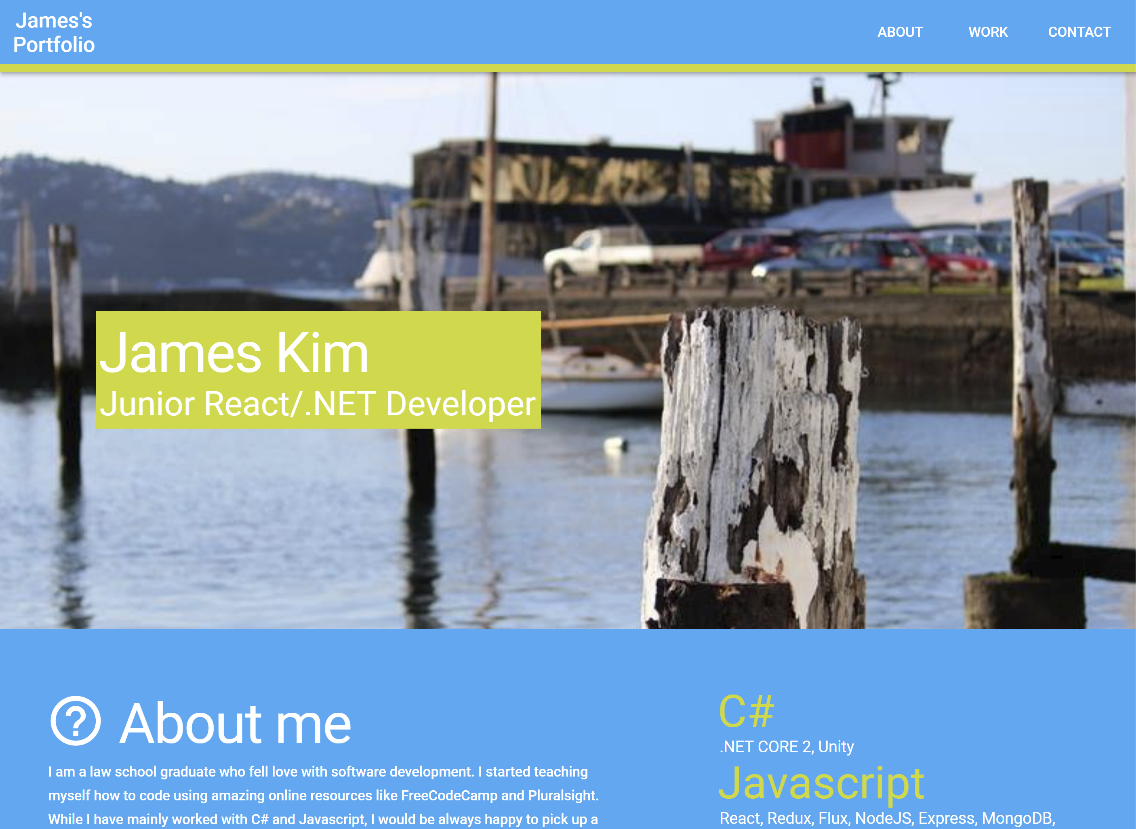 James's
Portfolio
ABOUT
WORK
CONTACT
James Kim
Junior React/.NET Developer
About me
I am a law school graduate who fell love with software development. I started teaching
myself how to code using amazing online resources like FreeCodeCamp and Pluralsight.
While I have mainly worked with C# and Javascript, I would be always happy to pick up a
C#
.NET CORE 2, Unity
Javascript
React, Redux, Flux, NodeJS, Express, MongoDB,